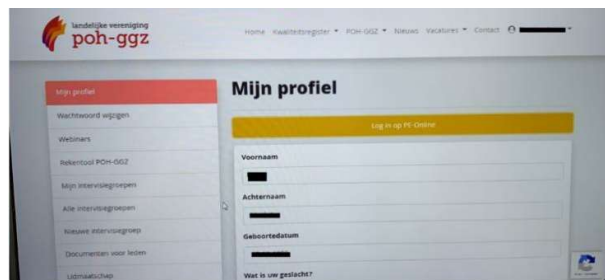 landelijke vereniging
poh-ggz
Home Kwaliteitsregister POH-GGZ Nieuws Vacatures Contact
Mijn profiel
Mijn profiel
Log in op PE-Online
Wachtwoord wijzigen
Webinars
Rekentool POH-GGZ
Mijn intervisiegroepen
Alle intervisiegroepen
Nieuwe intervisiegroep
Documenten voor leden
Lidmaatschap
Voornaam
Achternaam
Geboortedatum
Wat is uw geslacht?